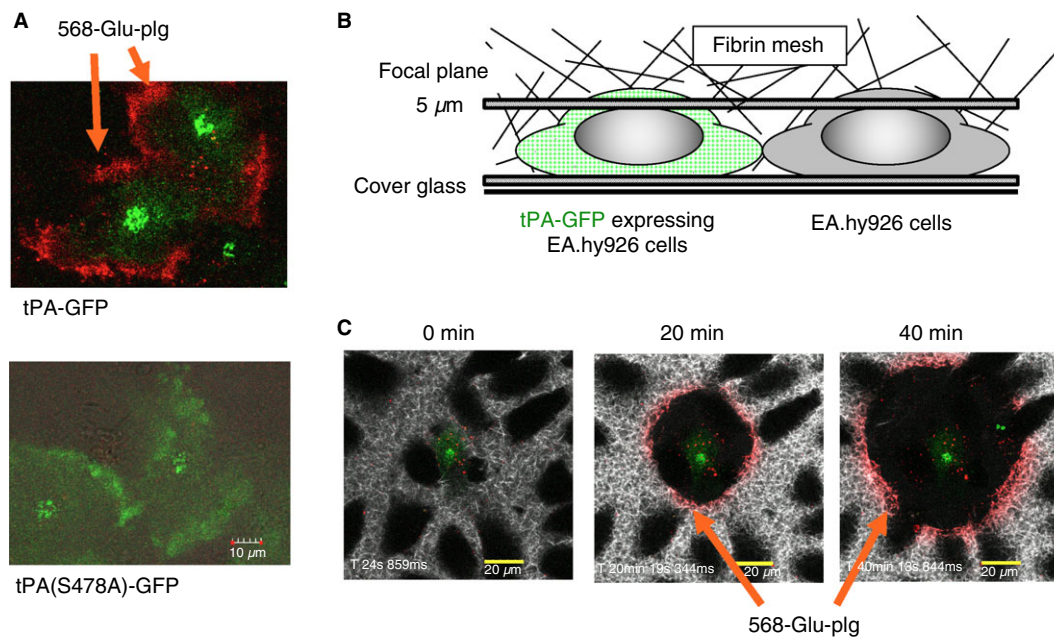 A
568-Glu-plg
tPA-GFP
10 µm
tPA(S478A)-GFP
B
Fibrin mesh
Focal plane
5 µm
Cover glass
tPA-GFP expressing
EA.hy926 cells
EA.hy926 cells
C
0 min
20 min
40 min
T 24s 859ms
20 µm
T 20min 19s 344ms
20 µm
T 40min 13s 844ms
20 µm
568-Glu-plg